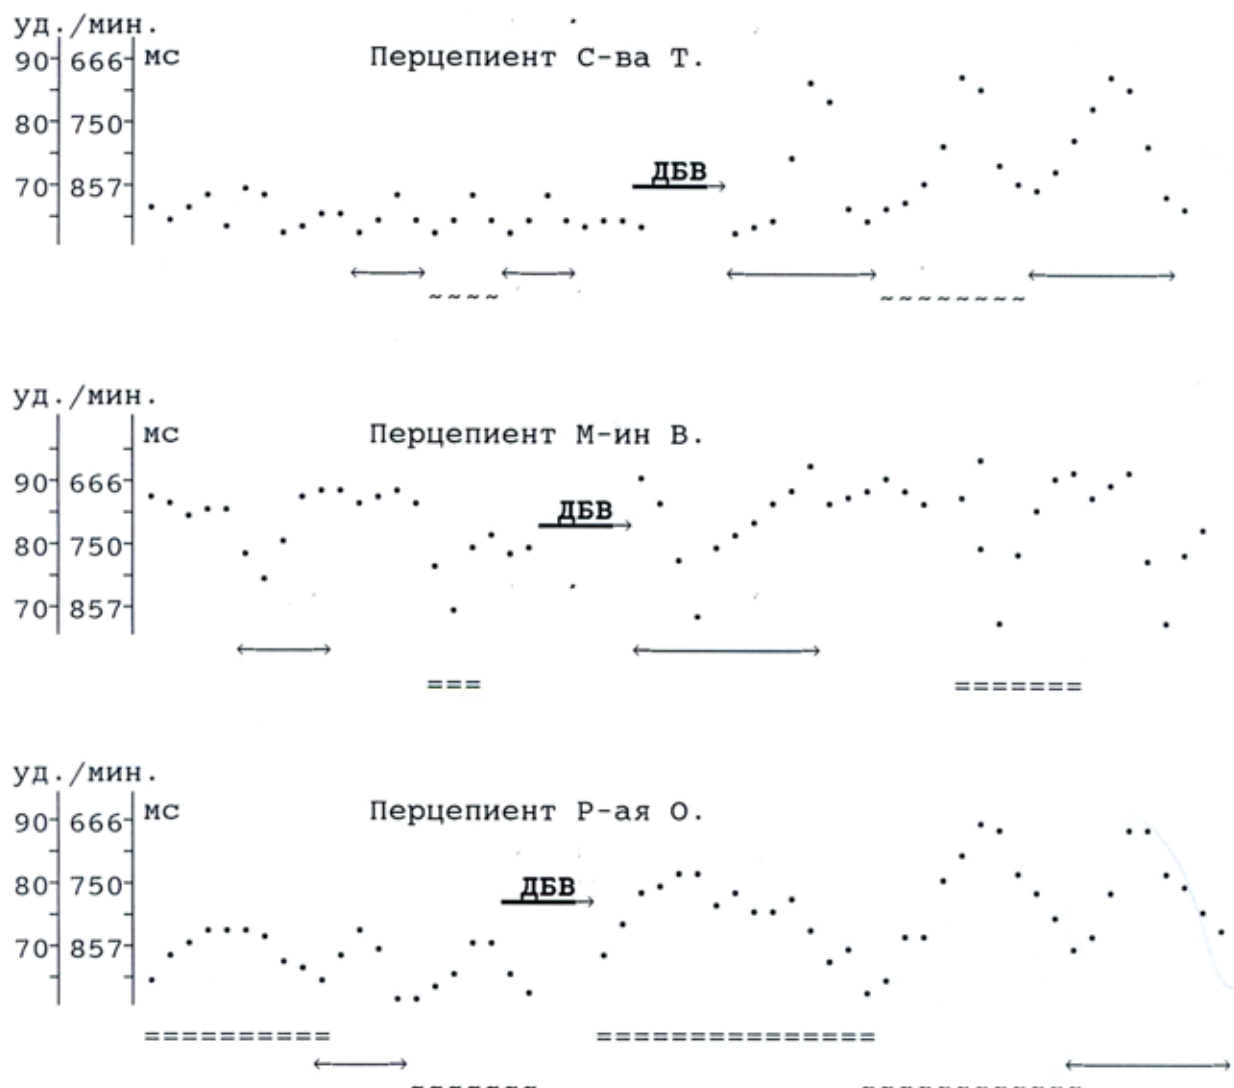 уд./мин.
90 666 мс Перцепиент С-ва Т.
80 750
ДБВ
70 857
~~~~ ~~~~~~~~
уд./мин.
мс Перцепиент М-ин В.
90 666
ДБВ
80 750
70 857
=== =======
уд./мин.
90 666 мс Перцепиент Р-ая О.
80 750 ДБВ
70 857
========== ===============
~~~~~~~ ~~~~~~~~~~~~